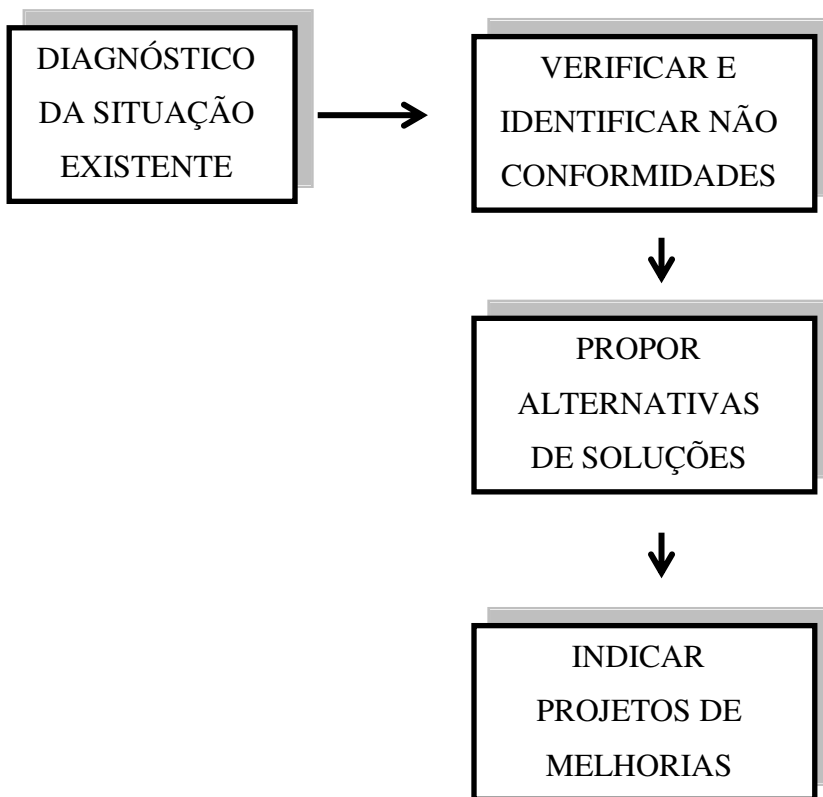 DIAGNÓSTICO
DA SITUAÇÃO
EXISTENTE
VERIFICAR E
IDENTIFICAR NÃO
CONFORMIDADES
PROPOR
ALTERNATIVAS
DE SOLUÇÕES
INDICAR
PROJETOS DE
MELHORIAS